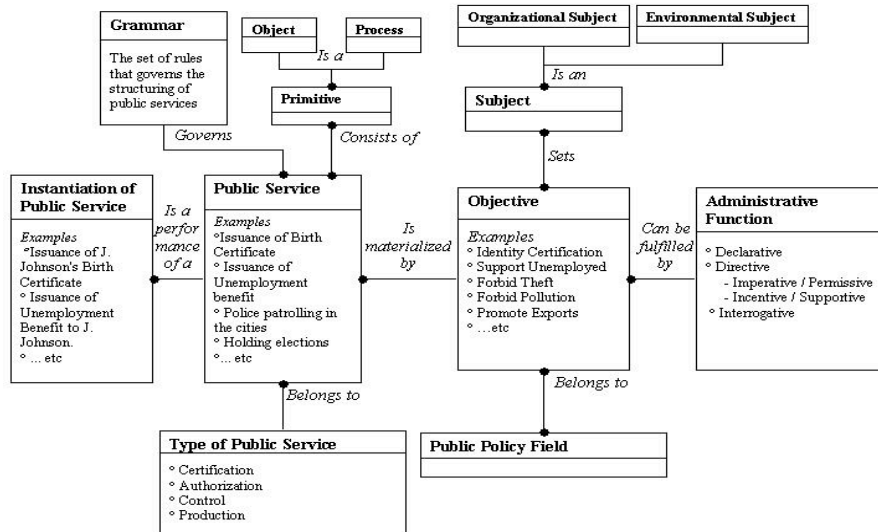 Grammar
The set of rules
that governs the
structuring of
public services
Object
Process
Is a
Primitive
Governs
Consists of
Organizational Subject
Environmental Subject
Is an
Subject
Sets
Instantiation of
Public Service
Examples
°Issuance of J.
Johnson's Birth
Certificate
° Issuance of
Unemployment
Benefit to J.
Johnson.
° ... etc
Is a
perfor
mance
of a
Public Service
Examples
°Issuance of Birth
Certificate
° Issuance of
Unemployment
benefit
° Police patrolling in
the cities
° Holding elections
°... etc
Is
materialized
by
Objective
Examples
° Identity Certification
° Support Unemployed
° Forbid Theft
° Forbid Pollution
° Promote Exports
° ...etc
Can be
fulfilled
by
Administrative
Function
° Declarative
° Directive
- Imperative / Permissive
- Incentive / Supportive
° Interrogative
Belongs to
Belongs to
Type of Public Service
° Certification
° Authorization
° Control
° Production
Public Policy Field